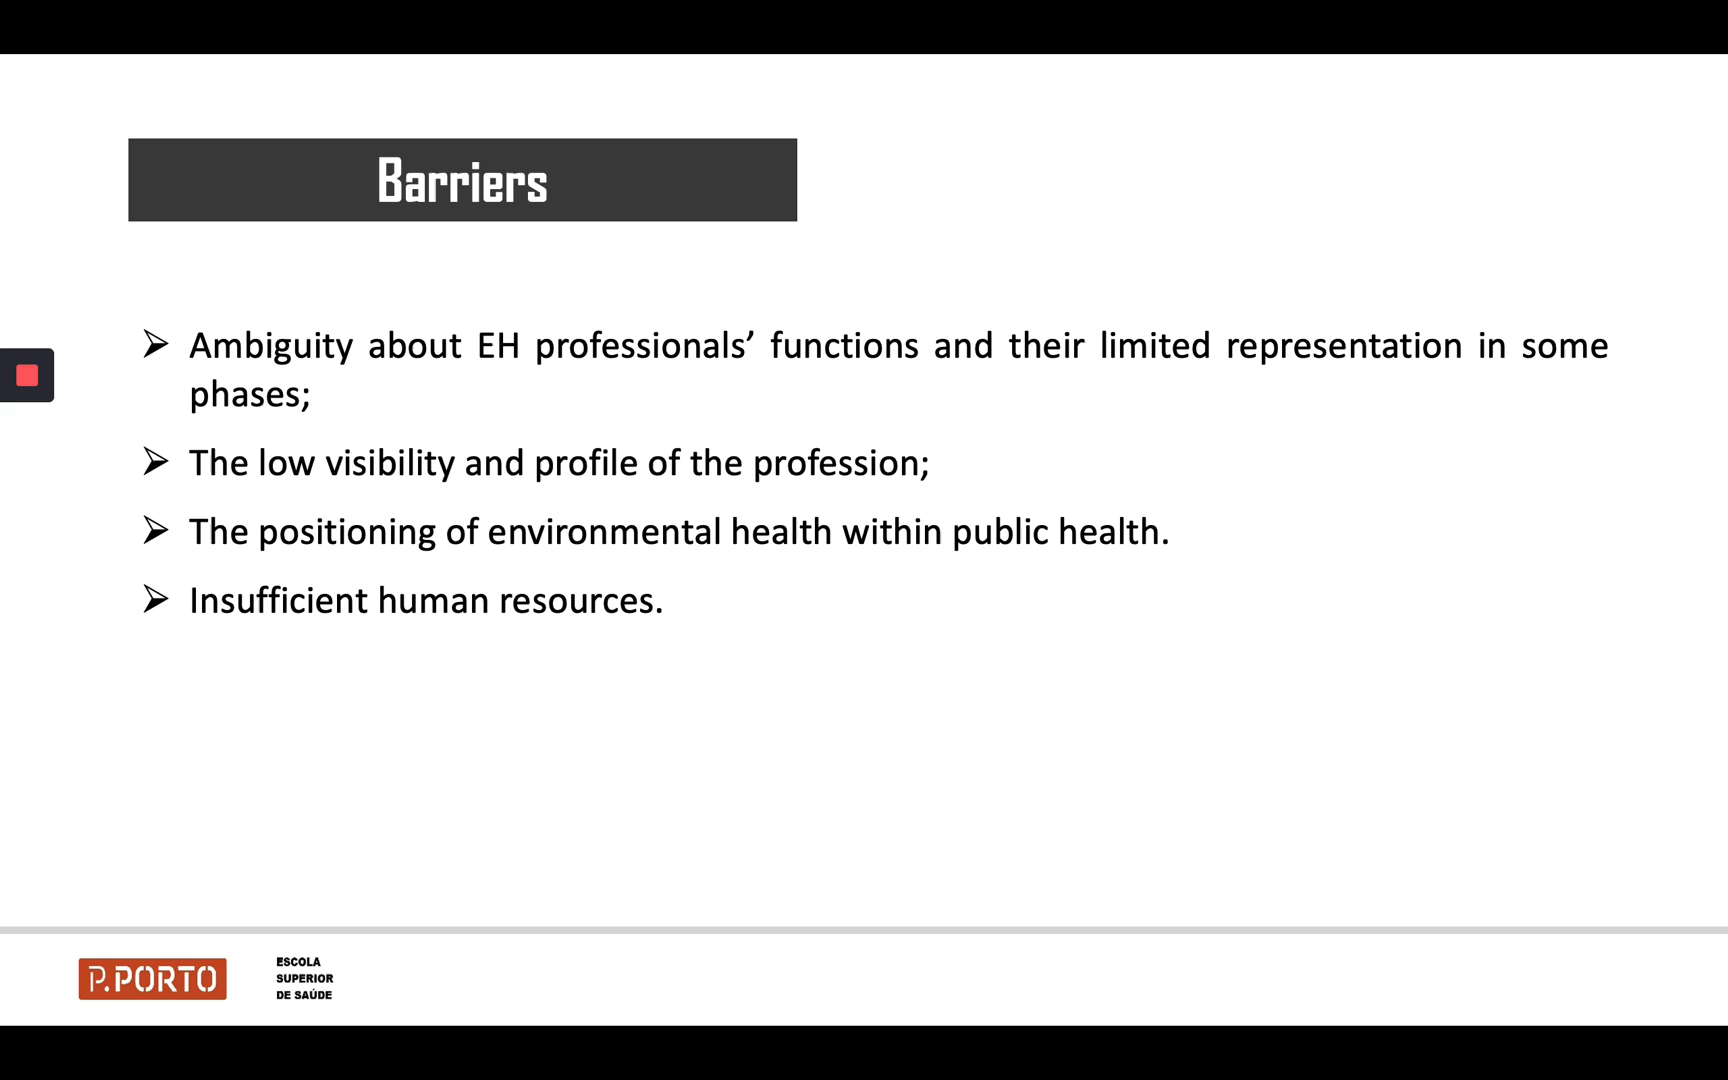 Barriers
Ambiguity about EH professionals’ functions and their limited representation in some
phases;
The low visibility and profile of the profession;
The positioning of environmental health within public health.
Insufficient human resources.
P.PORTO
ESCOLA
SUPERIOR
DE SAÚDE